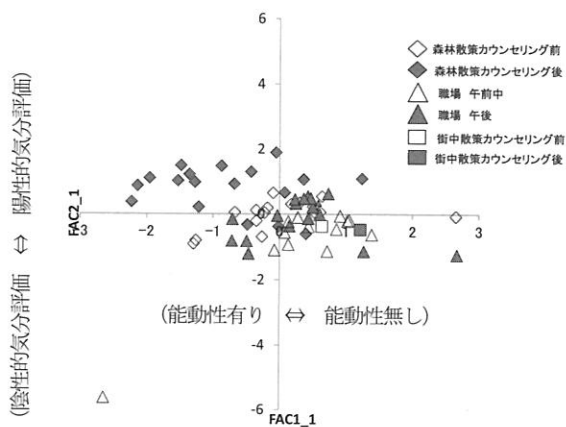 (陰性的気分評価 ⇔ 陽性的気分評価)
FAC2_1
6
4
2
0
-2
-4
-6
-3
-2
-1
0
1
2
3
森林散策カウンセリング前
森林散策カウンセリング後
職場 午前中
職場 午後
街中散策カウンセリング前
街中散策カウンセリング後
(能動性有り ⇔ 能動性無し)
FAC1_1